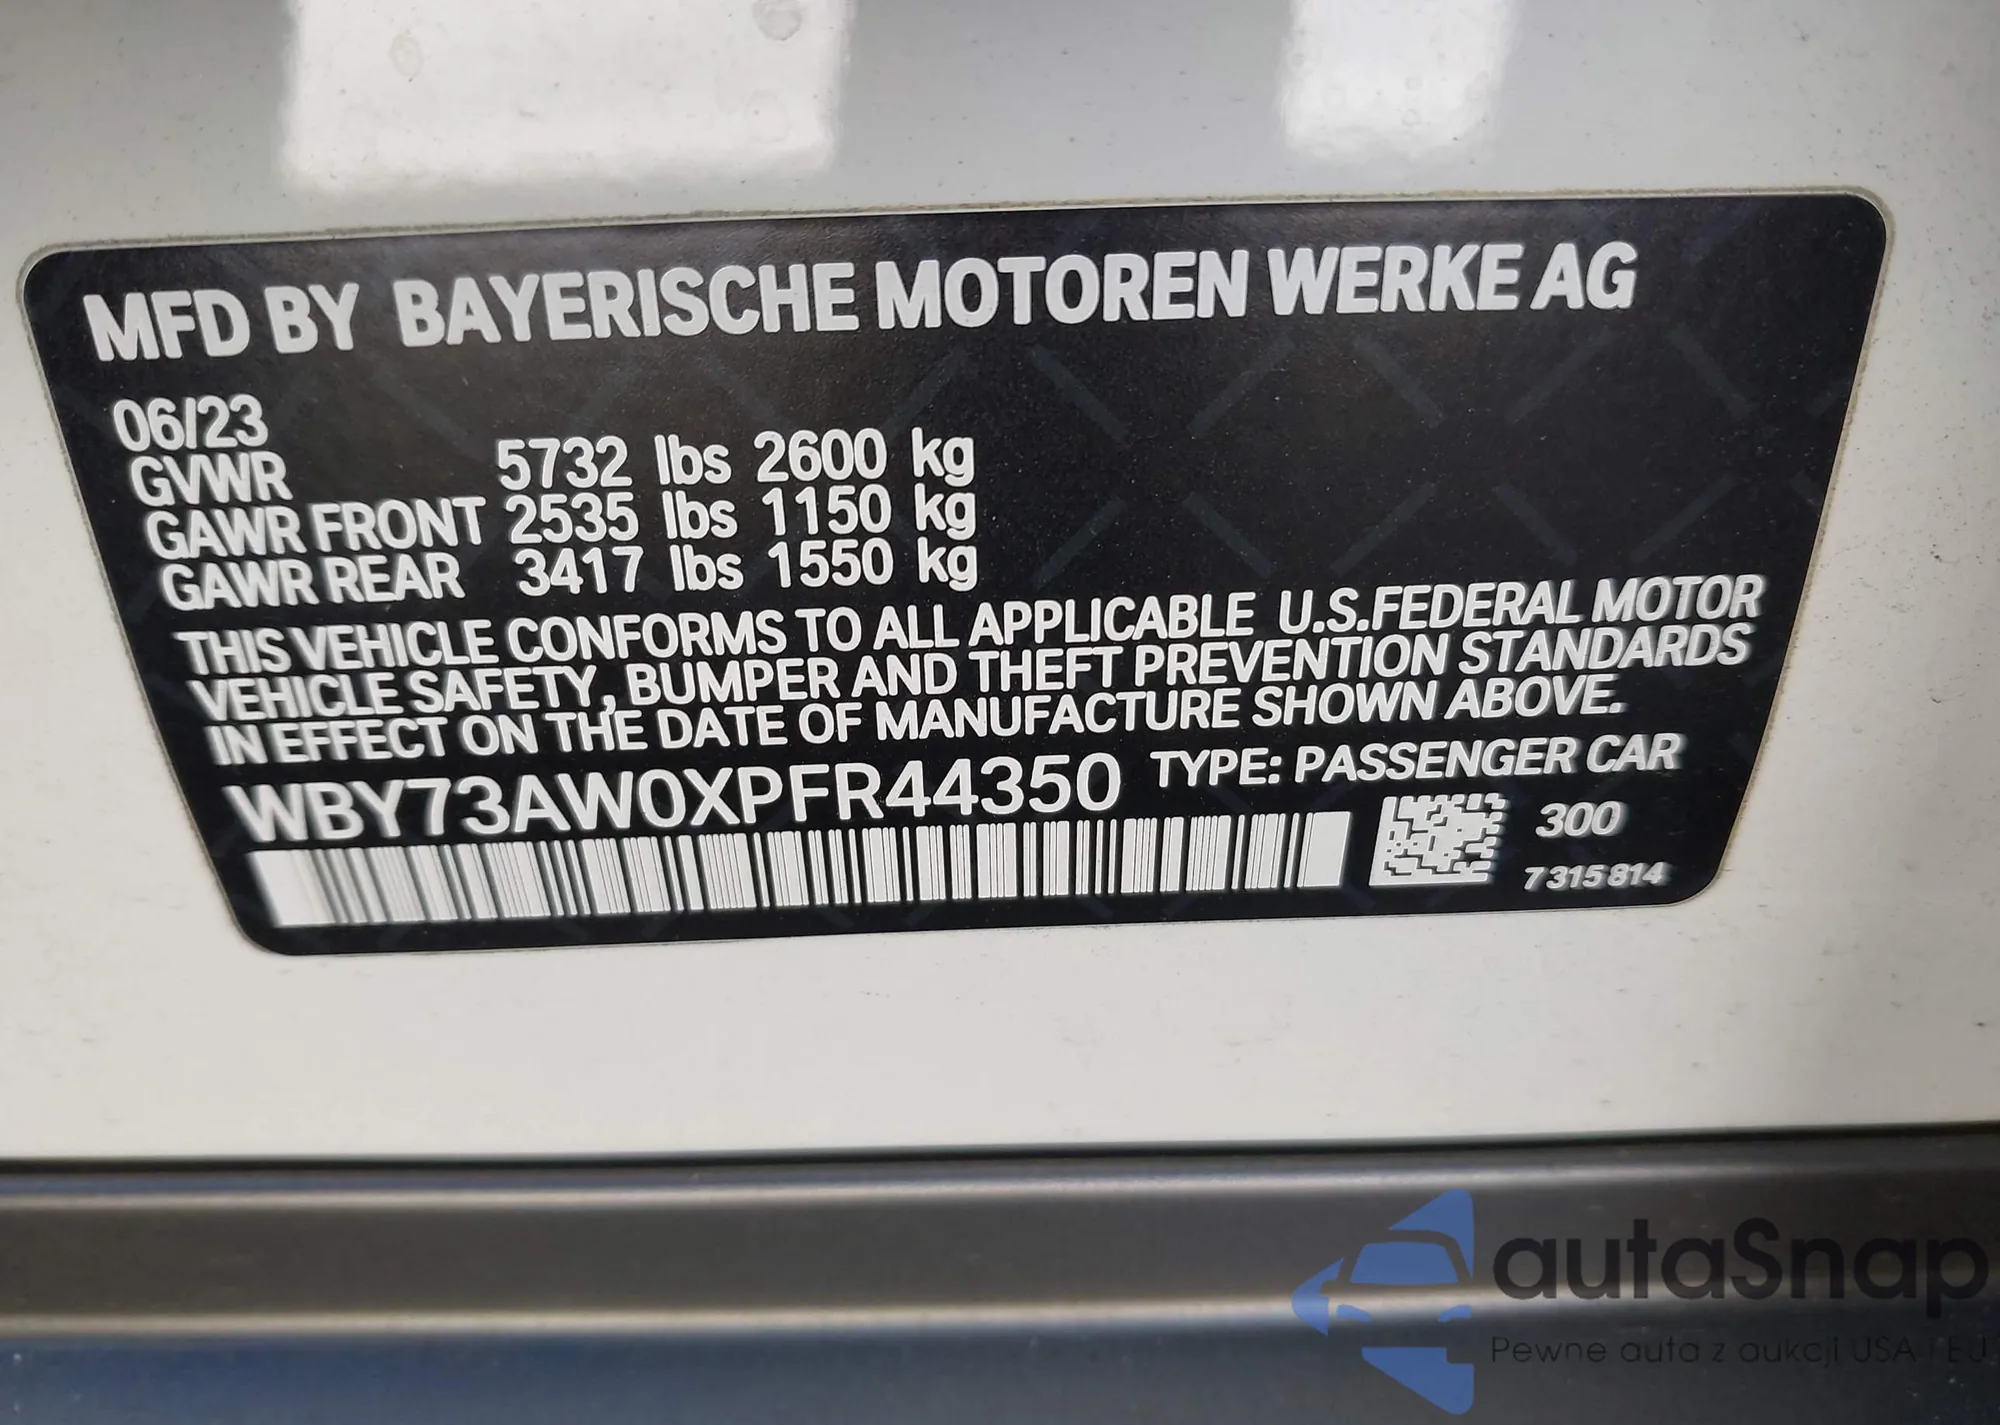 MFD BY BAYERISCHE MOTOREN WERKE AG
06/23
GVWR 5732 lbs 2600 kg
GAWR FRONT 2535 lbs 1150 kg
GAWR REAR 3417 lbs 1550 kg
THIS VEHICLE CONFORMS TO ALL APPLICABLE U.S.FEDERAL MOTOR
VEHICLE SAFETY, BUMPER AND THEFT PREVENTION STANDARDS
IN EFFECT ON THE DATE OF MANUFACTURE SHOWN ABOVE.
WBY73AW0XPFR44350 TYPE: PASSENGER CAR
300
7315814
autaSnap
Pewne auta z aukcji USA i EU